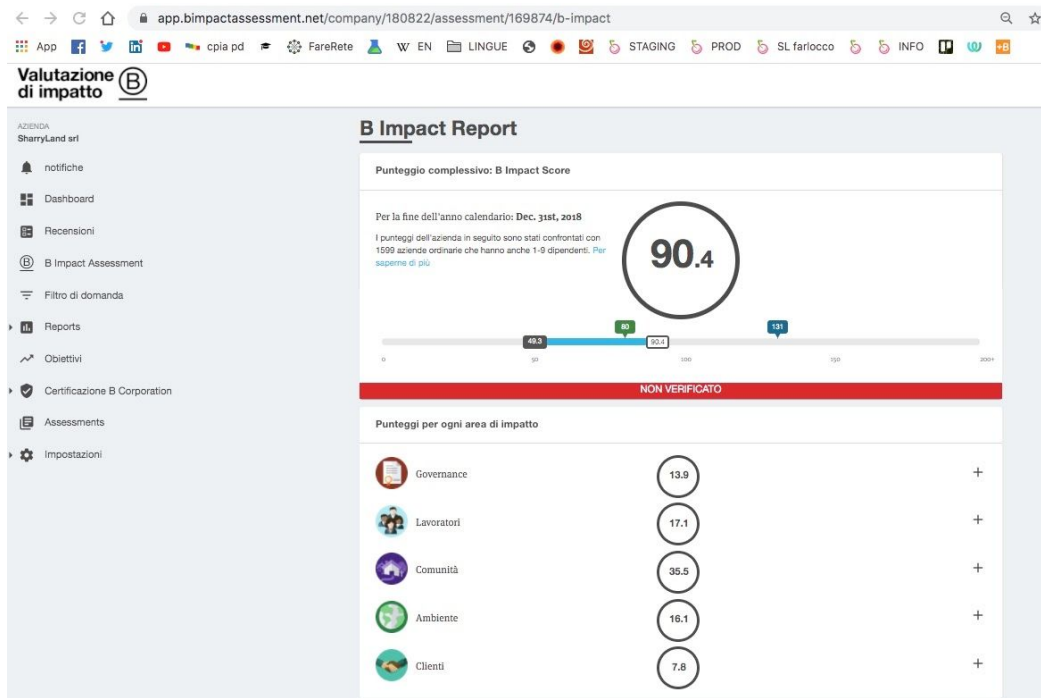 app.bimpactassessment.net/company/180822/assessment/169874/b-impact
App
cpia pd
FareRete
W EN
LINGUE
STAGING
PROD
SL farlocco
INFO
+B
Valutazione
di impatto B
AZIENDA
SharryLand srl
notifiche
Dashboard
Recensioni
B Impact Assessment
Filtro di domanda
Reports
Obiettivi
Certificazione B Corporation
Assessments
Impostazioni
B Impact Report
Punteggio complessivo: B Impact Score
Per la fine dell'anno calendario: Dec. 31st, 2018
I punteggi dell'azienda in seguito sono stati confrontati con
1599 aziende ordinarie che hanno anche 1-9 dipendenti. Per
saperne di più
90.4
80
131
49.3
90.4
0 50 100 150 200+
NON VERIFICATO
Punteggi per ogni area di impatto
Governance 13.9 +
Lavoratori 17.1 +
Comunità 35.5 +
Ambiente 16.1 +
Clienti 7.8 +